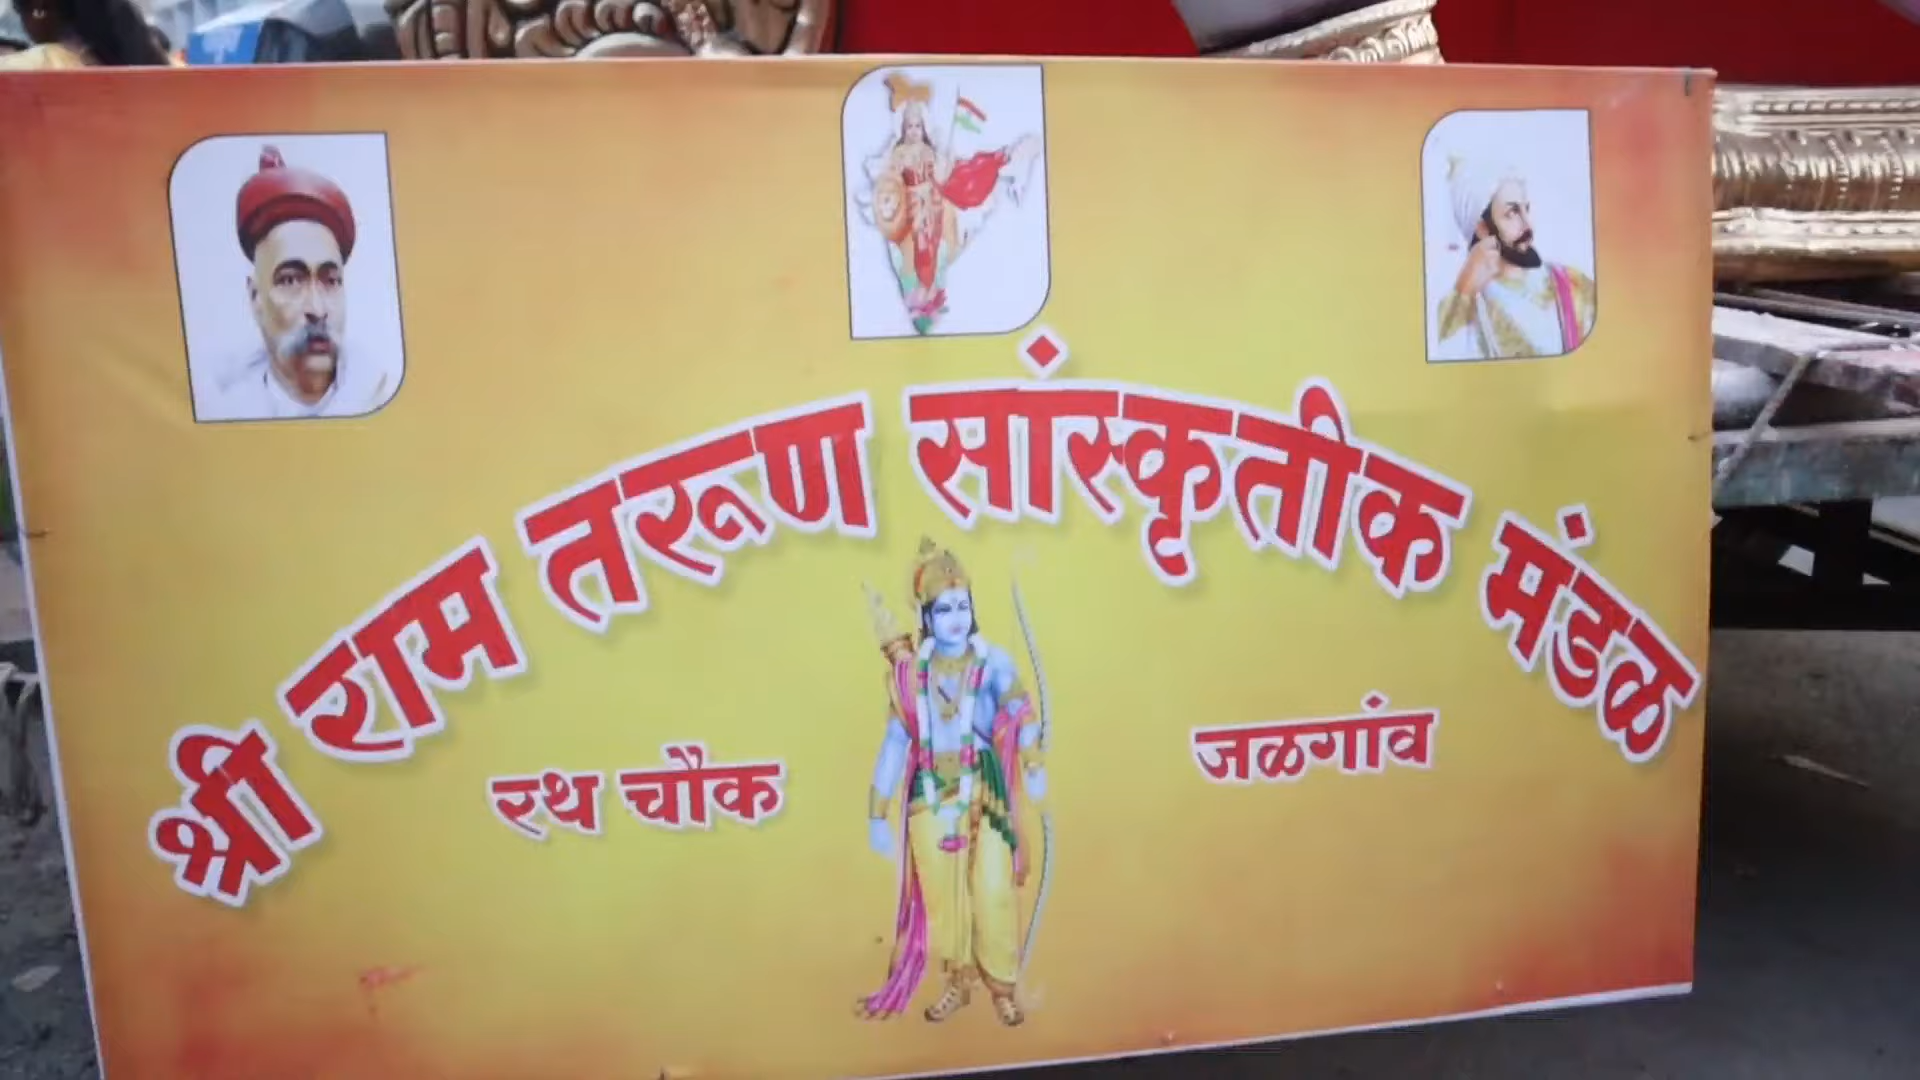 श्री राम तरूण सांस्कृतीक मंडळ
रथ चौक
जळगांव